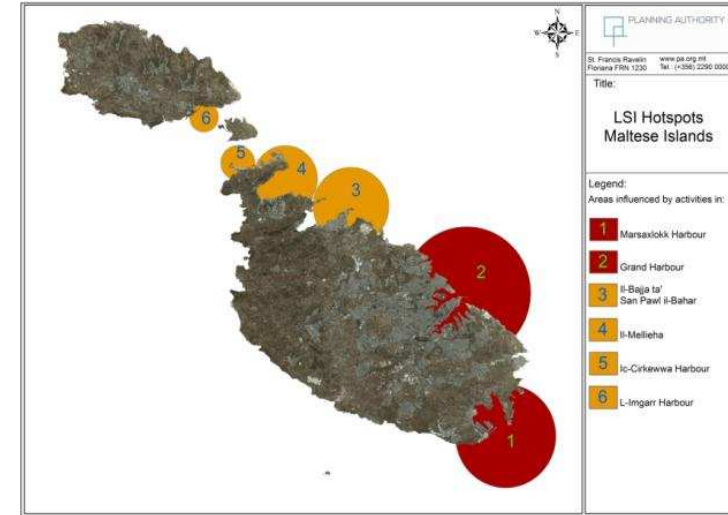 N
W
E
S
6
5
4
3
2
1
PLANNING AUTHORITY
St. Francis Ravelin www.pa.org.mt
Floriana FRN 1230 Tel : (+356) 2290 0000
Title:
LSI Hotspots
Maltese Islands
Legend:
Areas influenced by activities in:
1 Marsaxlokk Harbour
2 Grand Harbour
3 Il-Bajja ta'
San Pawl il-Bahar
4 Il-Mellieha
5 Ic-Cirkewwa Harbour
6 L-Imgarr Harbour